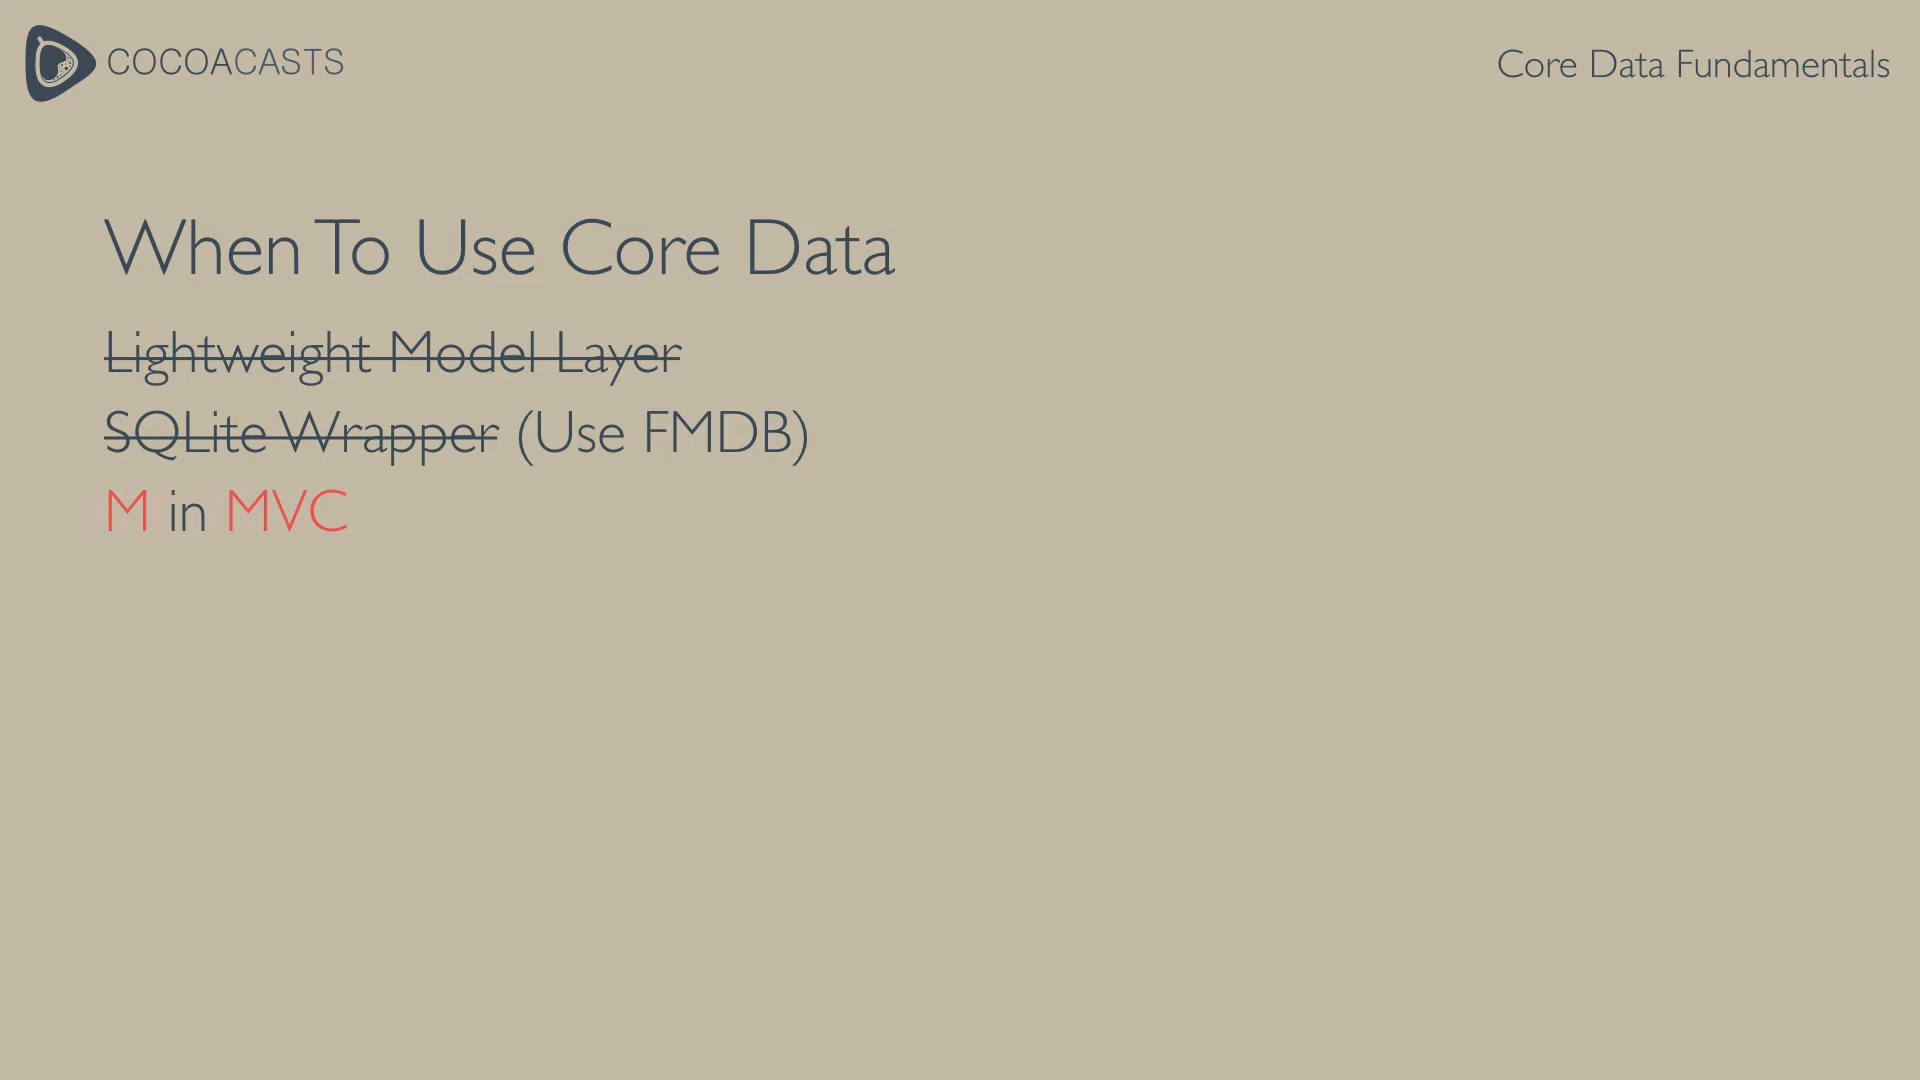 COCOACASTS
Core Data Fundamentals
When To Use Core Data
Lightweight Model Layer
SQLite Wrapper (Use FMDB)
M in MVC